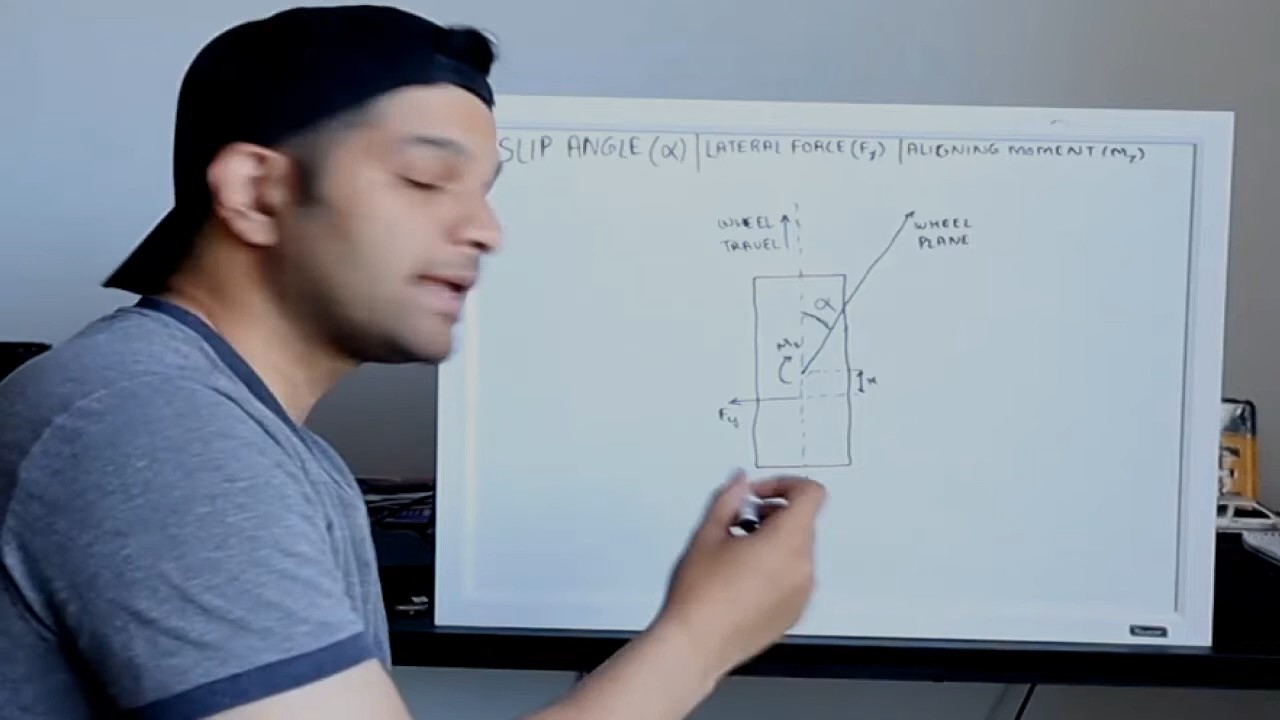 SLIP ANGLE (α) | LATERAL FORCE (Fy) | ALIGNING MOMENT (Mz)
WHEEL
TRAVEL
WHEEL
PLANE
α
Mz
x
Fy